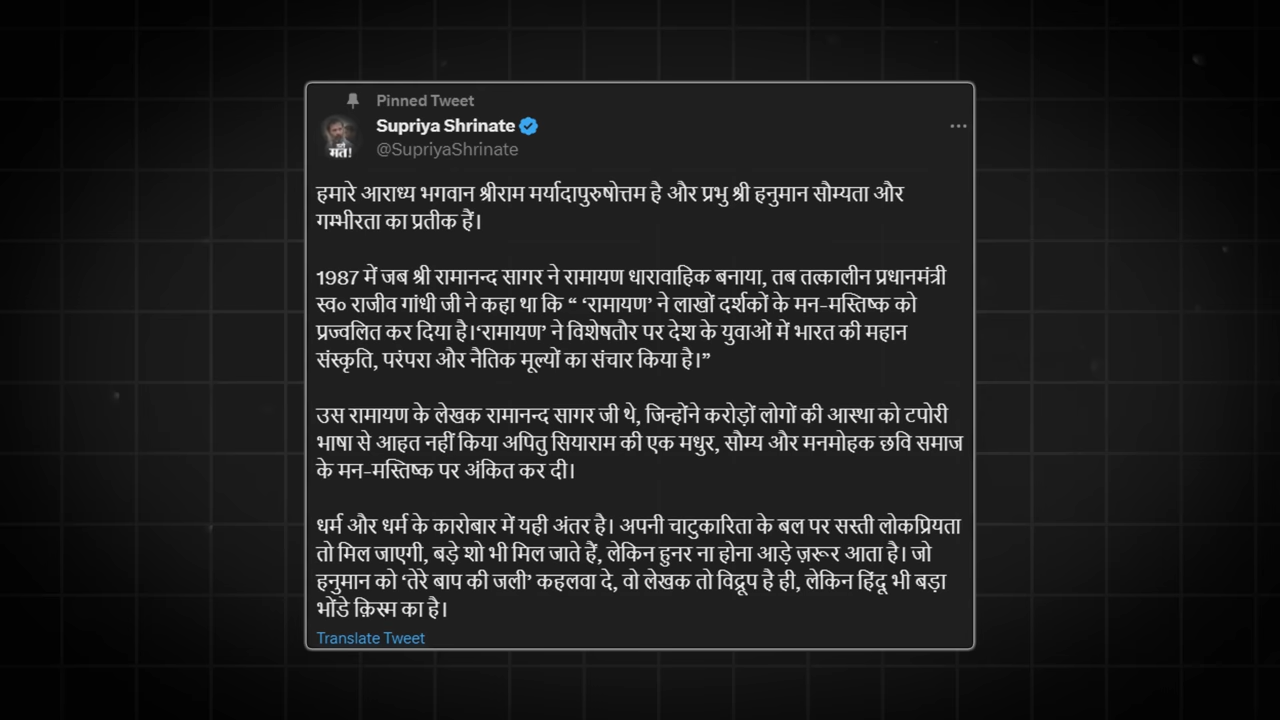 Pinned Tweet
Supriya Shrinate
@SupriyaShrinate
मत!
हमारे आराध्य भगवान श्रीराम मर्यादापुरुषोत्तम है और प्रभु श्री हनुमान सौम्यता और
गम्भीरता का प्रतीक हैं।
1987 में जब श्री रामानन्द सागर ने रामायण धारावाहिक बनाया, तब तत्कालीन प्रधानमंत्री
स्व० राजीव गांधी जी ने कहा था कि “ ‘रामायण’ ने लाखों दर्शकों के मन-मस्तिष्क को
प्रज्वलित कर दिया है।‘रामायण’ ने विशेषतौर पर देश के युवाओं में भारत की महान
संस्कृति, परंपरा और नैतिक मूल्यों का संचार किया है।”
उस रामायण के लेखक रामानन्द सागर जी थे, जिन्होंने करोड़ों लोगों की आस्था को टपोरी
भाषा से आहत नहीं किया अपितु सियाराम की एक मधुर, सौम्य और मनमोहक छवि समाज
के मन-मस्तिष्क पर अंकित कर दी।
धर्म और धर्म के कारोबार में यही अंतर है। अपनी चाटुकारिता के बल पर सस्ती लोकप्रियता
तो मिल जाएगी, बड़े शो भी मिल जाते हैं, लेकिन हुनर ना होना आड़े ज़रूर आता है। जो
हनुमान को ‘तेरे बाप की जली’ कहलवा दे, वो लेखक तो विद्रूप है ही, लेकिन हिंदू भी बड़ा
भोंडे क़िस्म का है।
Translate Tweet